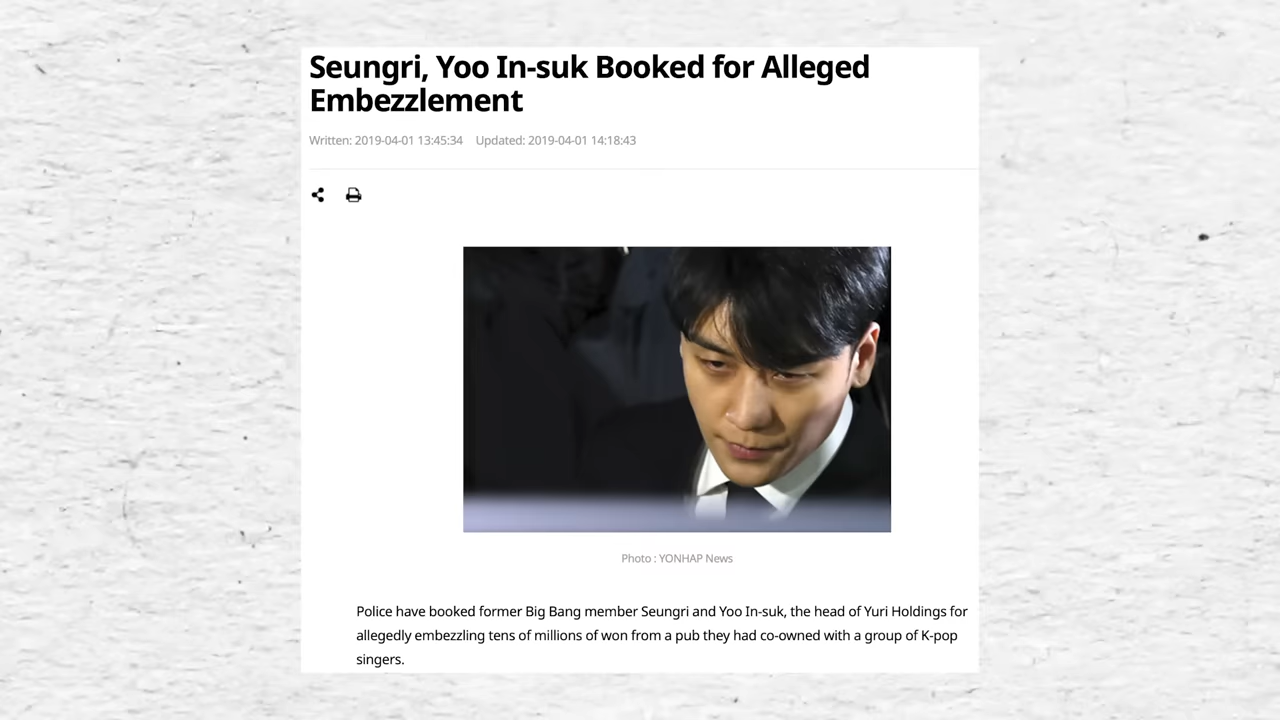 Seungri, Yoo In-suk Booked for Alleged
Embezzlement
Written: 2019-04-01 13:45:34 Updated: 2019-04-01 14:18:43
Photo : YONHAP News
Police have booked former Big Bang member Seungri and Yoo In-suk, the head of Yuri Holdings for
allegedly embezzling tens of millions of won from a pub they had co-owned with a group of K-pop
singers.